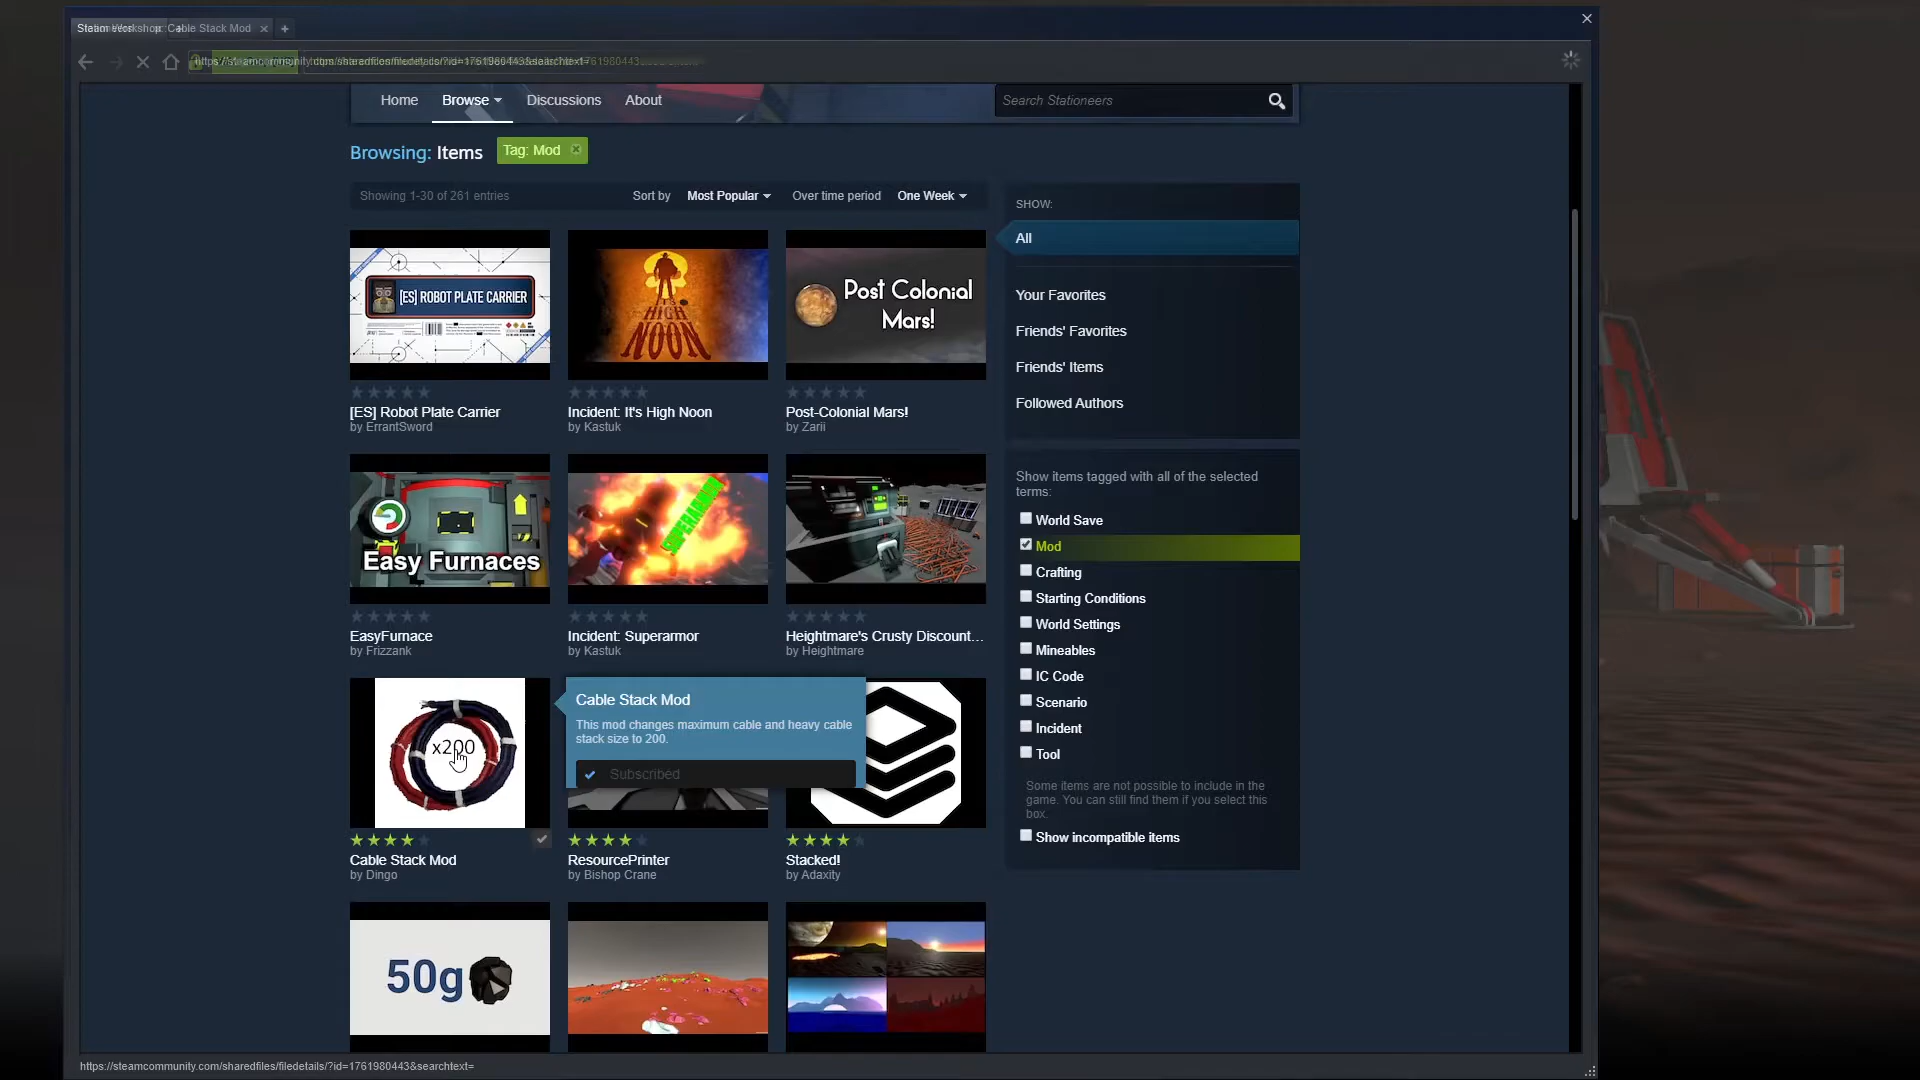 Cable Stack Mod
Home
Browse
Discussions
About
Search Stationeers
Browsing: Items
Tag: Mod
Showing 1-30 of 261 entries
Sort by
Most Popular
Over time period
One Week
[ES] ROBOT PLATE CARRIER
IT'S
HIGH
NOON
Post Colonial
Mars!
[ES] Robot Plate Carrier
by ErrantSword
Incident: It's High Noon
by Kastuk
Post-Colonial Mars!
by Zarii
Easy Furnaces
SUPERARMOR
EasyFurnace
by Frizzank
Incident: Superarmor
by Kastuk
Heightmare's Crusty Discount...
by Heightmare
x200
Cable Stack Mod
This mod changes maximum cable and heavy cable
stack size to 200.
Subscribed
Cable Stack Mod
by Dingo
ResourcePrinter
by Bishop Crane
Stacked!
by Adaxity
50g
SHOW:
All
Your Favorites
Friends' Favorites
Friends' Items
Followed Authors
Show items tagged with all of the selected
terms:
World Save
Mod
Crafting
Starting Conditions
World Settings
Mineables
IC Code
Scenario
Incident
Tool
Some items are not possible to include in the
game. You can still find them if you select this
box.
Show incompatible items
https://steamcommunity.com/sharedfiles/filedetails/?id=1761980443&searchtext=